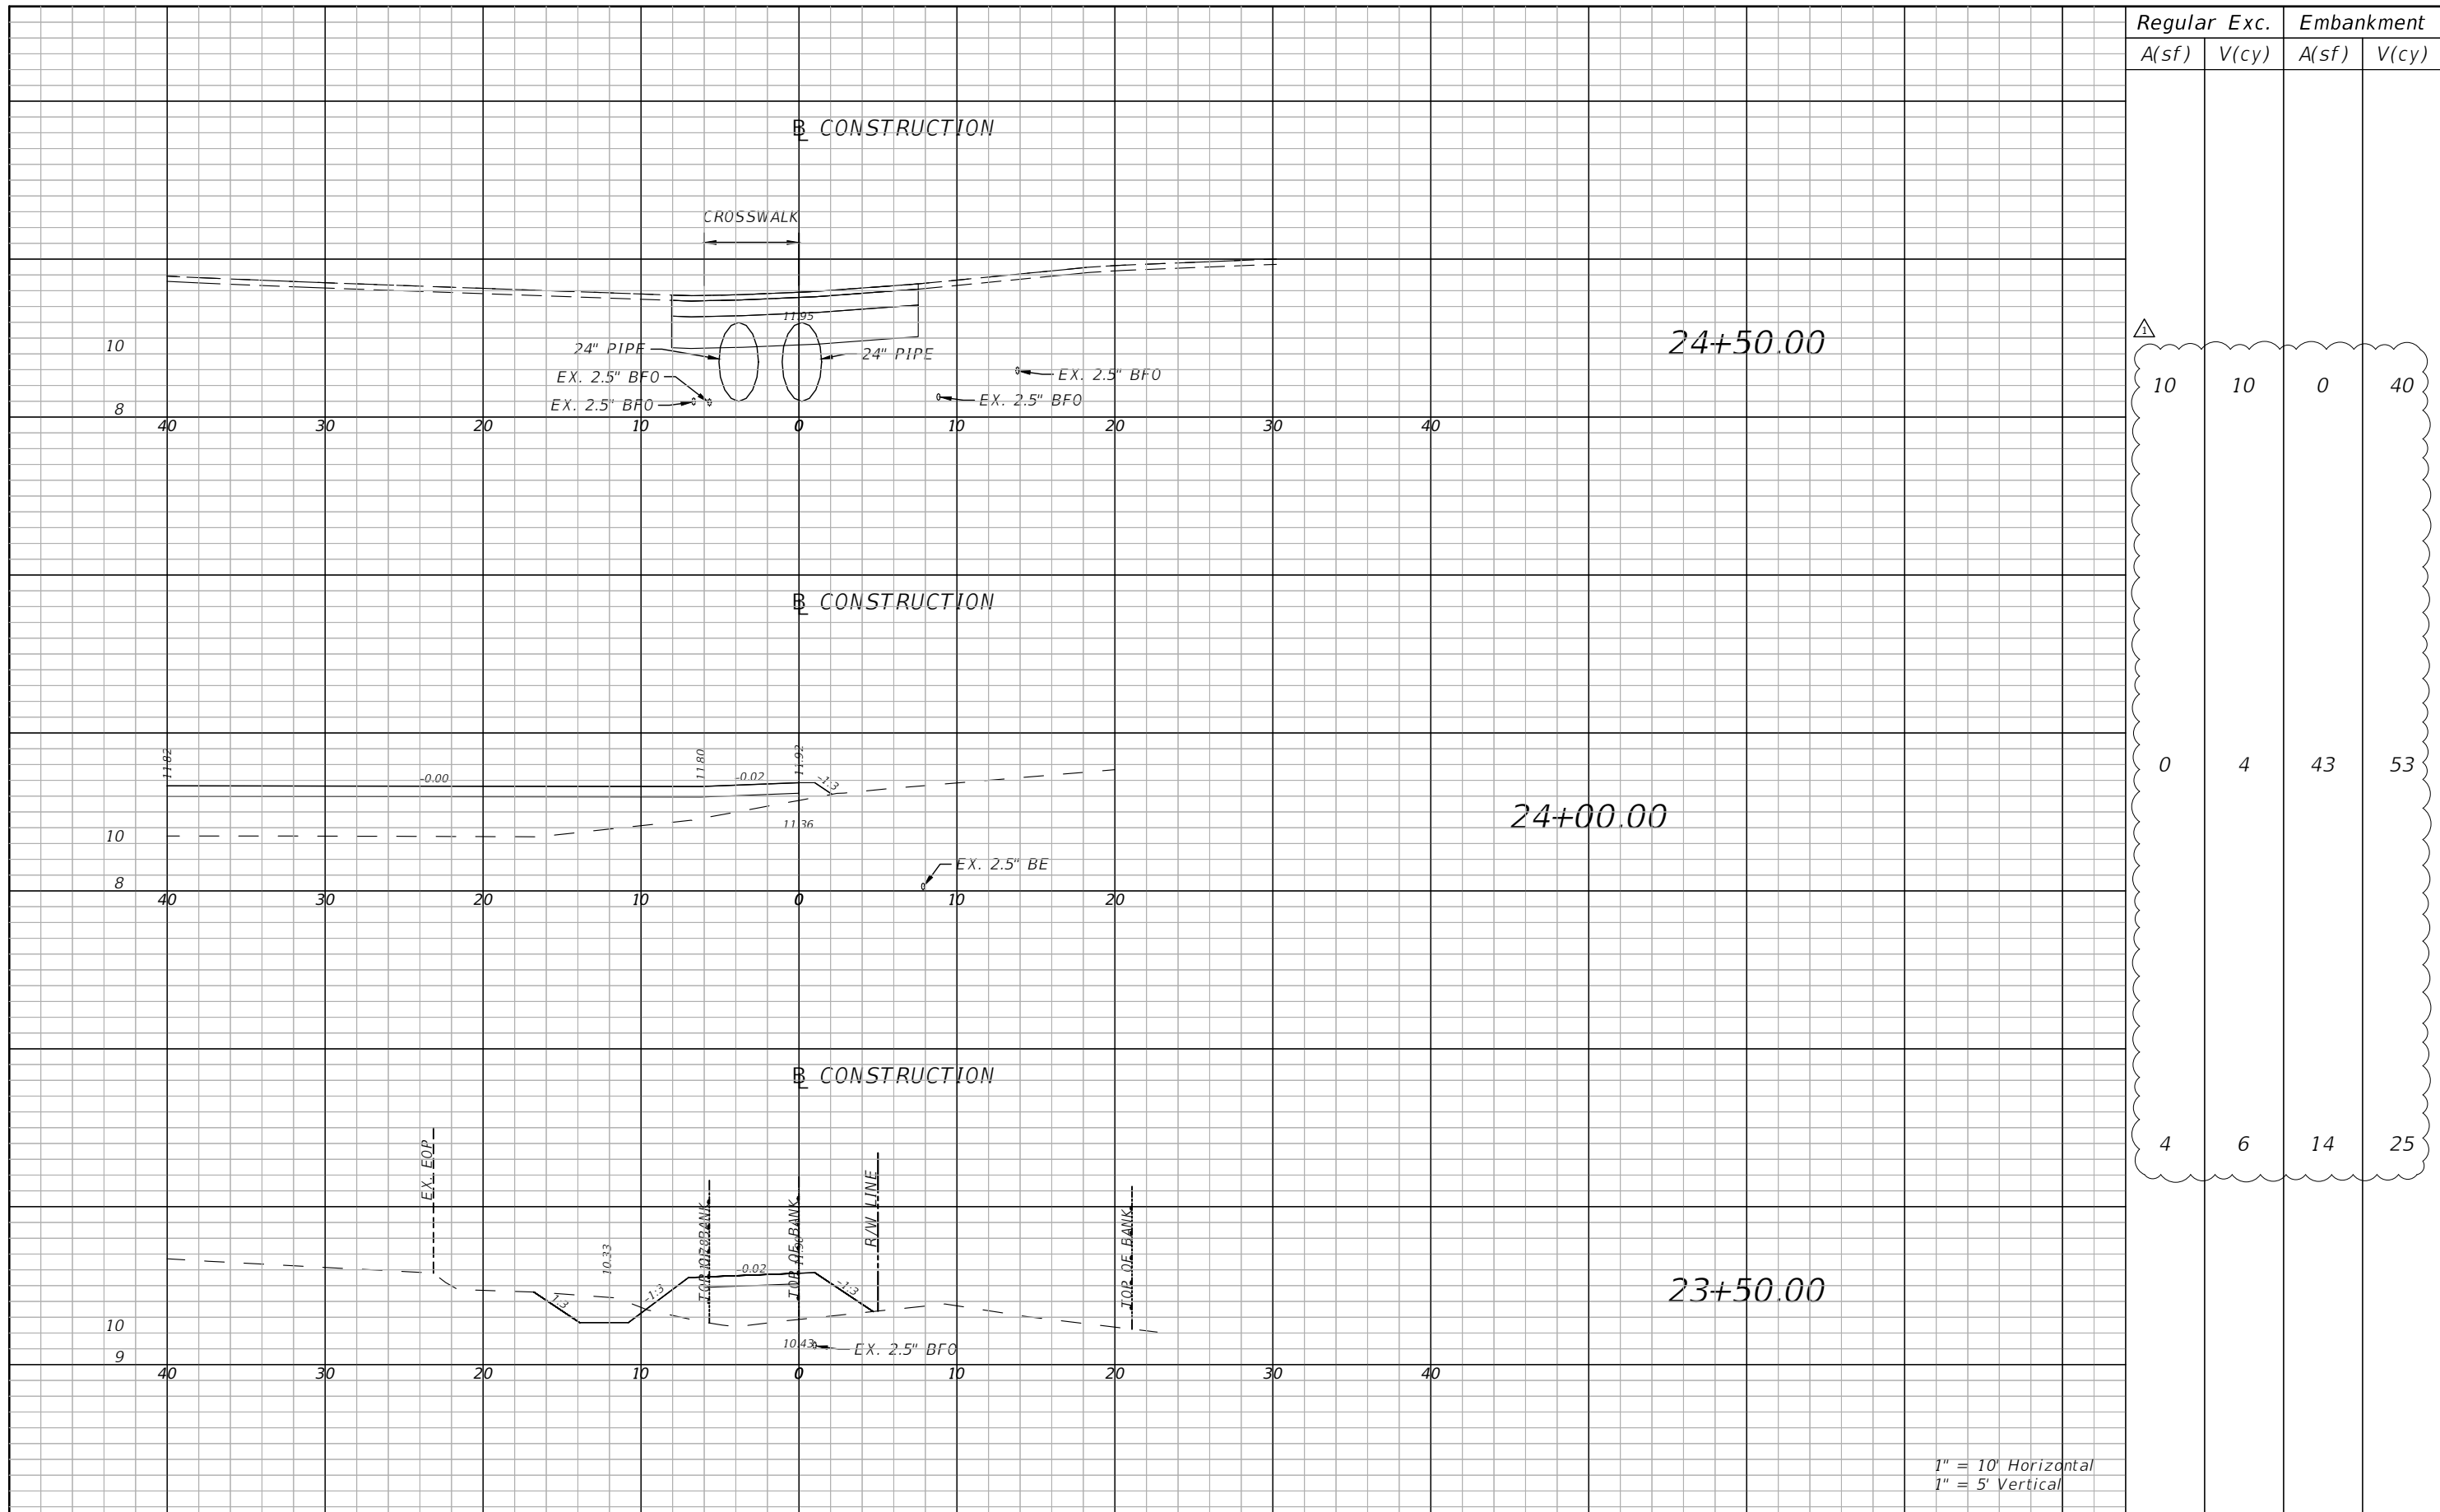 Regular Exc. Embankment
A(sf) V(cy) A(sf) V(cy)
℄ CONSTRUCTION
CROSSWALK
11.95
24+50.00
1
10
24" PIPE 24" PIPE
EX. 2.5" BFO EX. 2.5" BFO
EX. 2.5" BFO EX. 2.5" BFO
10 10 0 40
8
40 30 20 10 0 10 20 30 40
℄ CONSTRUCTION
11.82 11.80 11.92
-0.00 -0.02 -1:3
0 4 43 53
10
11.36
24+00.00
EX. 2.5" BE
8
40 30 20 10 0 10 20
℄ CONSTRUCTION
4 6 14 25
EX. EOP
TOP OF BANK
TOP OF BANK
R/W LINE
TOP OF BANK
10.33
1:3 -1:3 -0.02 -1:3
23+50.00
10
10.43
EX. 2.5" BFO
9
40 30 20 10 0 10 20 30 40
1" = 10' Horizontal
1" = 5' Vertical